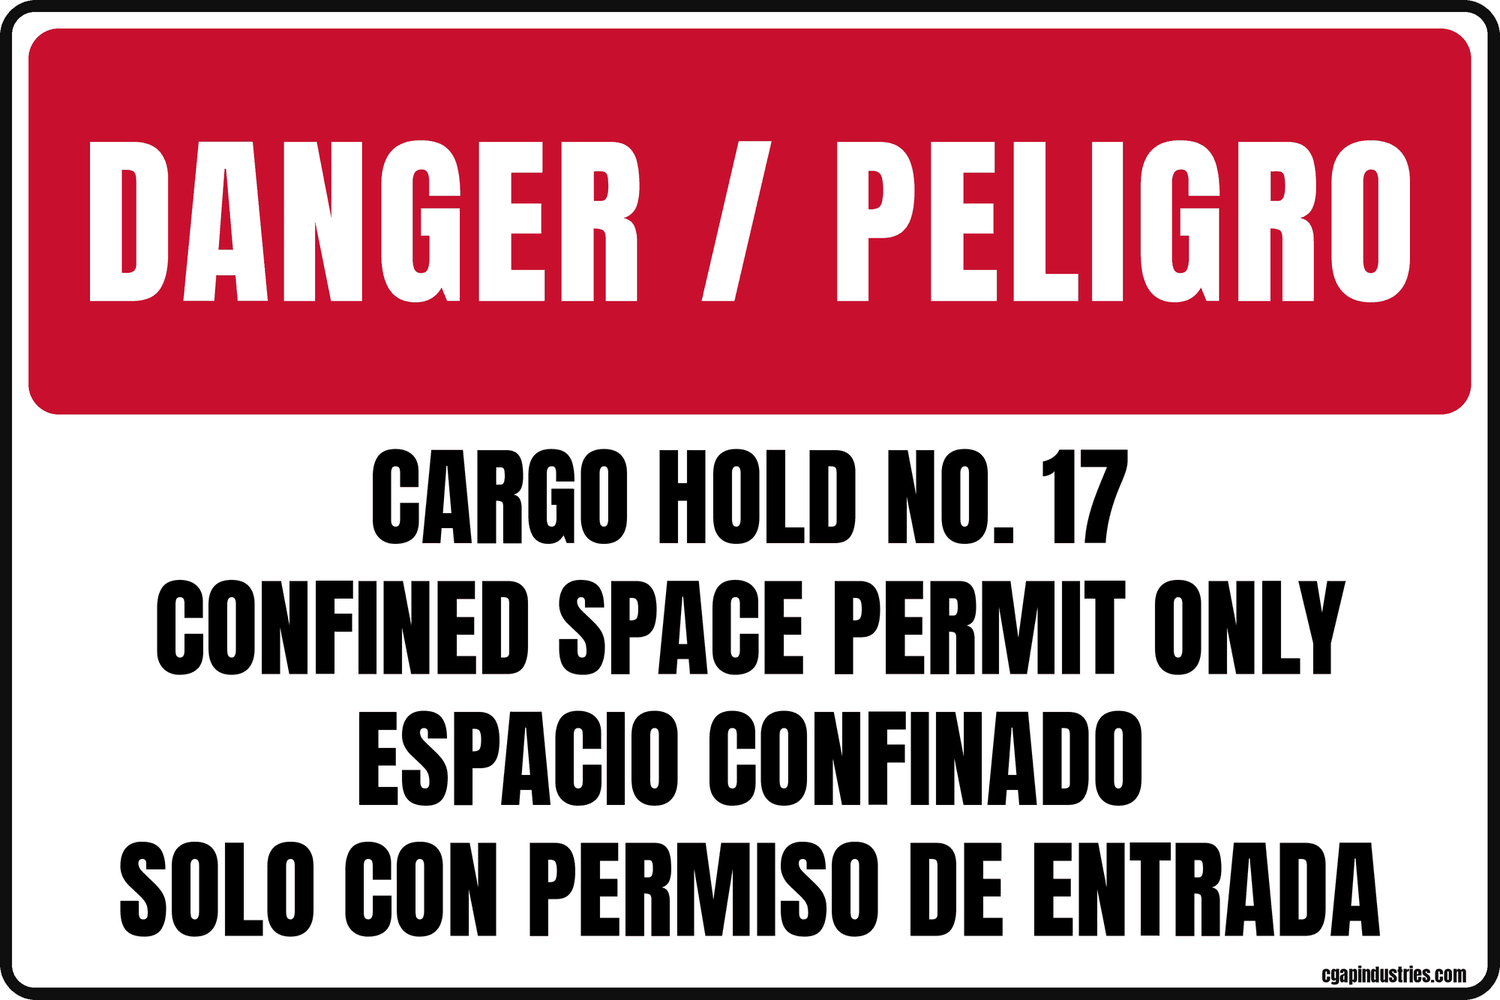 DANGER / PELIGRO
CARGO HOLD NO. 17
CONFINED SPACE PERMIT ONLY
ESPACIO CONFINADO
SOLO CON PERMISO DE ENTRADA
cgapindustries.com